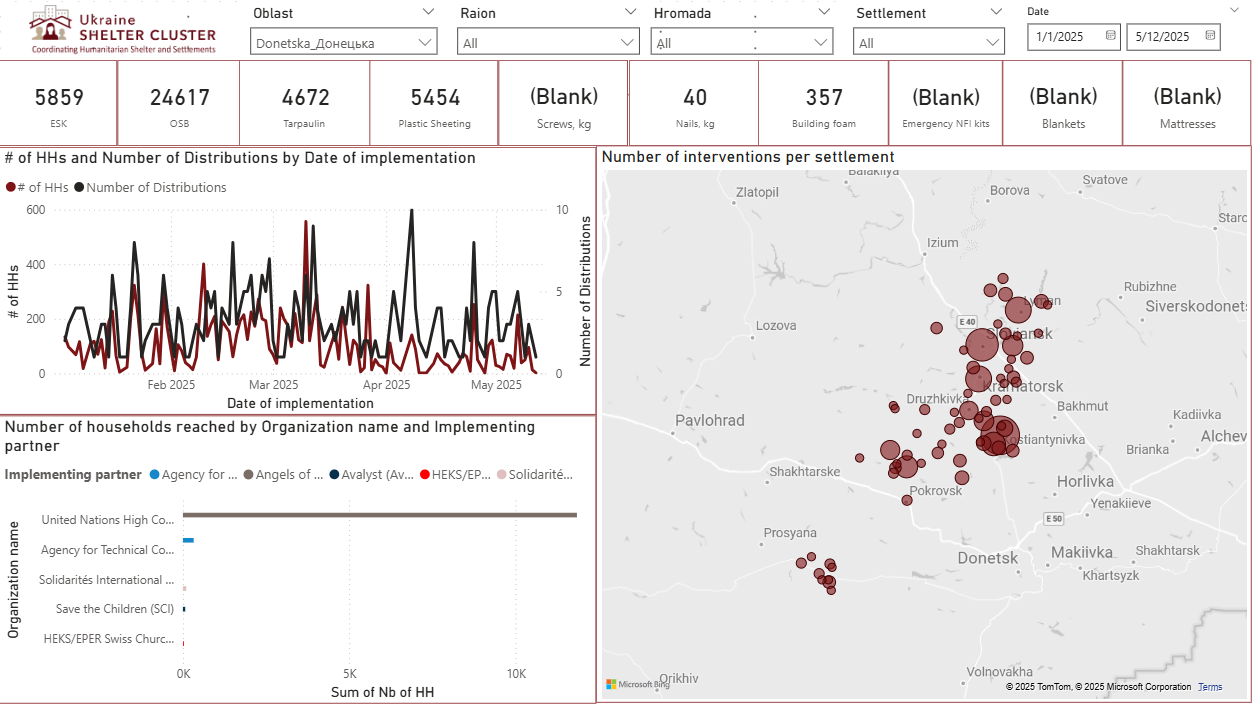 Ukraine
SHELTER CLUSTER
Coordinating Humanitarian Shelter and Settlements
Oblast
Donetska_Донецька
Raion
All
Hromada
All
Settlement
All
Date
1/1/2025
5/12/2025
5859
ESK
24617
OSB
4672
Tarpaulin
5454
Plastic Sheeting
(Blank)
Screws, kg
40
Nails, kg
357
Building foam
(Blank)
Emergency NFI kits
(Blank)
Blankets
(Blank)
Mattresses
# of HHs and Number of Distributions by Date of implementation
# of HHs Number of Distributions
# of HHs
600
400
200
0
10
5
0
Number of Distributions
Feb 2025 Mar 2025 Apr 2025 May 2025
Date of implementation
Number of households reached by Organization name and Implementing
partner
Implementing partner Agency for ... Angels of ... Avalyst (Av... HEKS/EP... Solidarité...
Organization name
United Nations High Co...
Agency for Technical Co...
Solidarités International ...
Save the Children (SCI)
HEKS/EPER Swiss Churc...
0K 5K 10K
Sum of Nb of HH
Number of interventions per settlement
Balakliya
Svatove
Zlatopil
Borova
Staro
Izium
Rubizhne
Lyman
Siverskodonets
E 40
Lozova
Sloviansk
Kramatorsk
Druzhkivka
Bakhmut
Pavlohrad
Kadiivka
Kostiantynivka
Alchev
Brianka
Shakhtarske
Pokrovsk
Horlivka
Yenakiieve
E 50
Prosyana
Donetsk
Makiivka
Shakhtarsk
Khartsyzk
Volnovakha
Orikhiv
Microsoft Bing
© 2025 TomTom, © 2025 Microsoft Corporation Terms